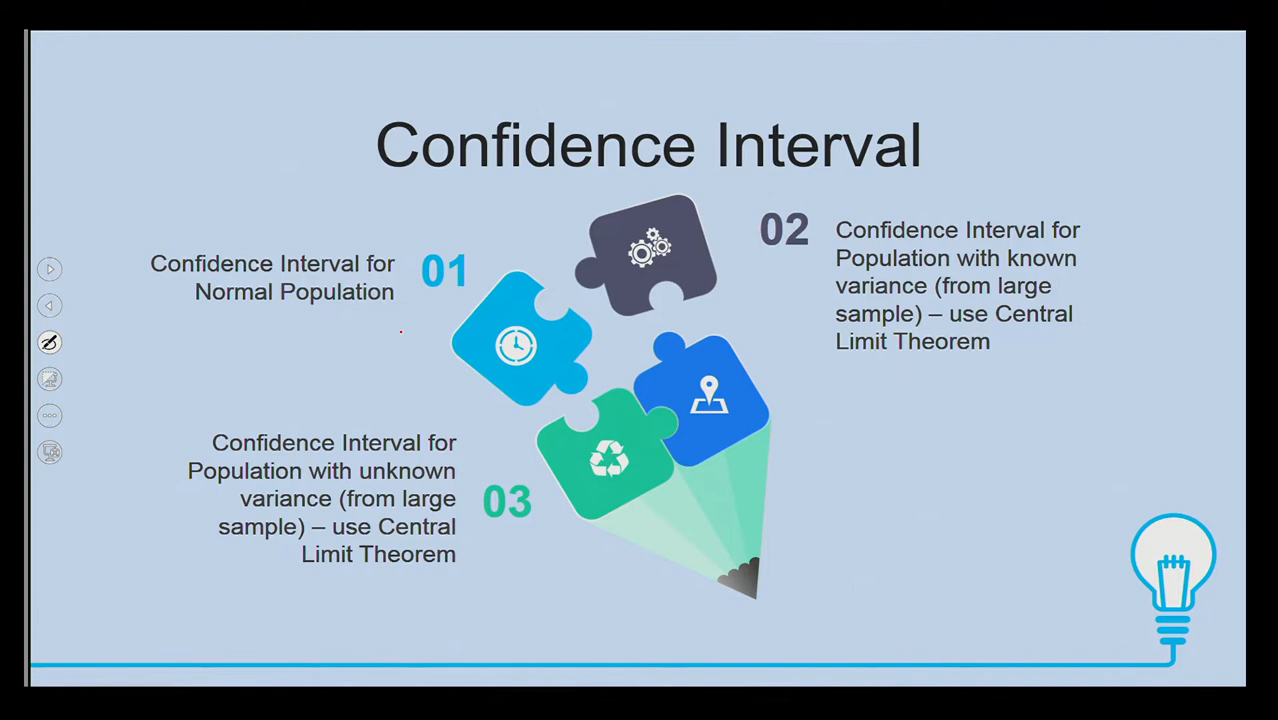 Confidence Interval
01
Confidence Interval for
Normal Population
02
Confidence Interval for
Population with known
variance (from large
sample) – use Central
Limit Theorem
03
Confidence Interval for
Population with unknown
variance (from large
sample) – use Central
Limit Theorem